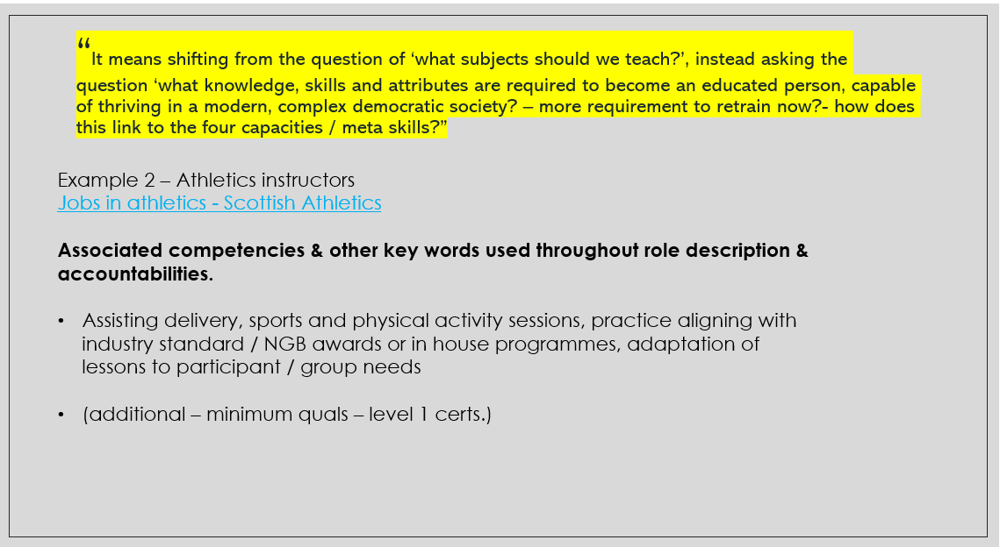 “It means shifting from the question of ‘what subjects should we teach?’, instead asking the
question ‘what knowledge, skills and attributes are required to become an educated person, capable
of thriving in a modern, complex democratic society? – more requirement to retrain now?- how does
this link to the four capacities / meta skills?”
Example 2 – Athletics instructors
Jobs in athletics - Scottish Athletics
Associated competencies & other key words used throughout role description &
accountabilities.
• Assisting delivery, sports and physical activity sessions, practice aligning with
industry standard / NGB awards or in house programmes, adaptation of
lessons to participant / group needs
• (additional – minimum quals – level 1 certs.)